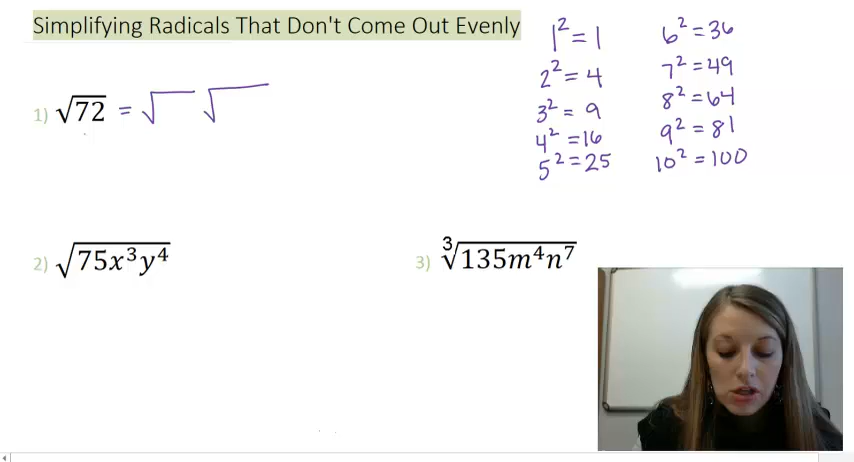 Simplifying Radicals That Don't Come Out Evenly
1² = 1
2² = 4
3² = 9
4² = 16
5² = 25
6² = 36
7² = 49
8² = 64
9² = 81
10² = 100
1) √72 = √ √
2) √75x³y⁴
3) ∛135m⁴n⁷